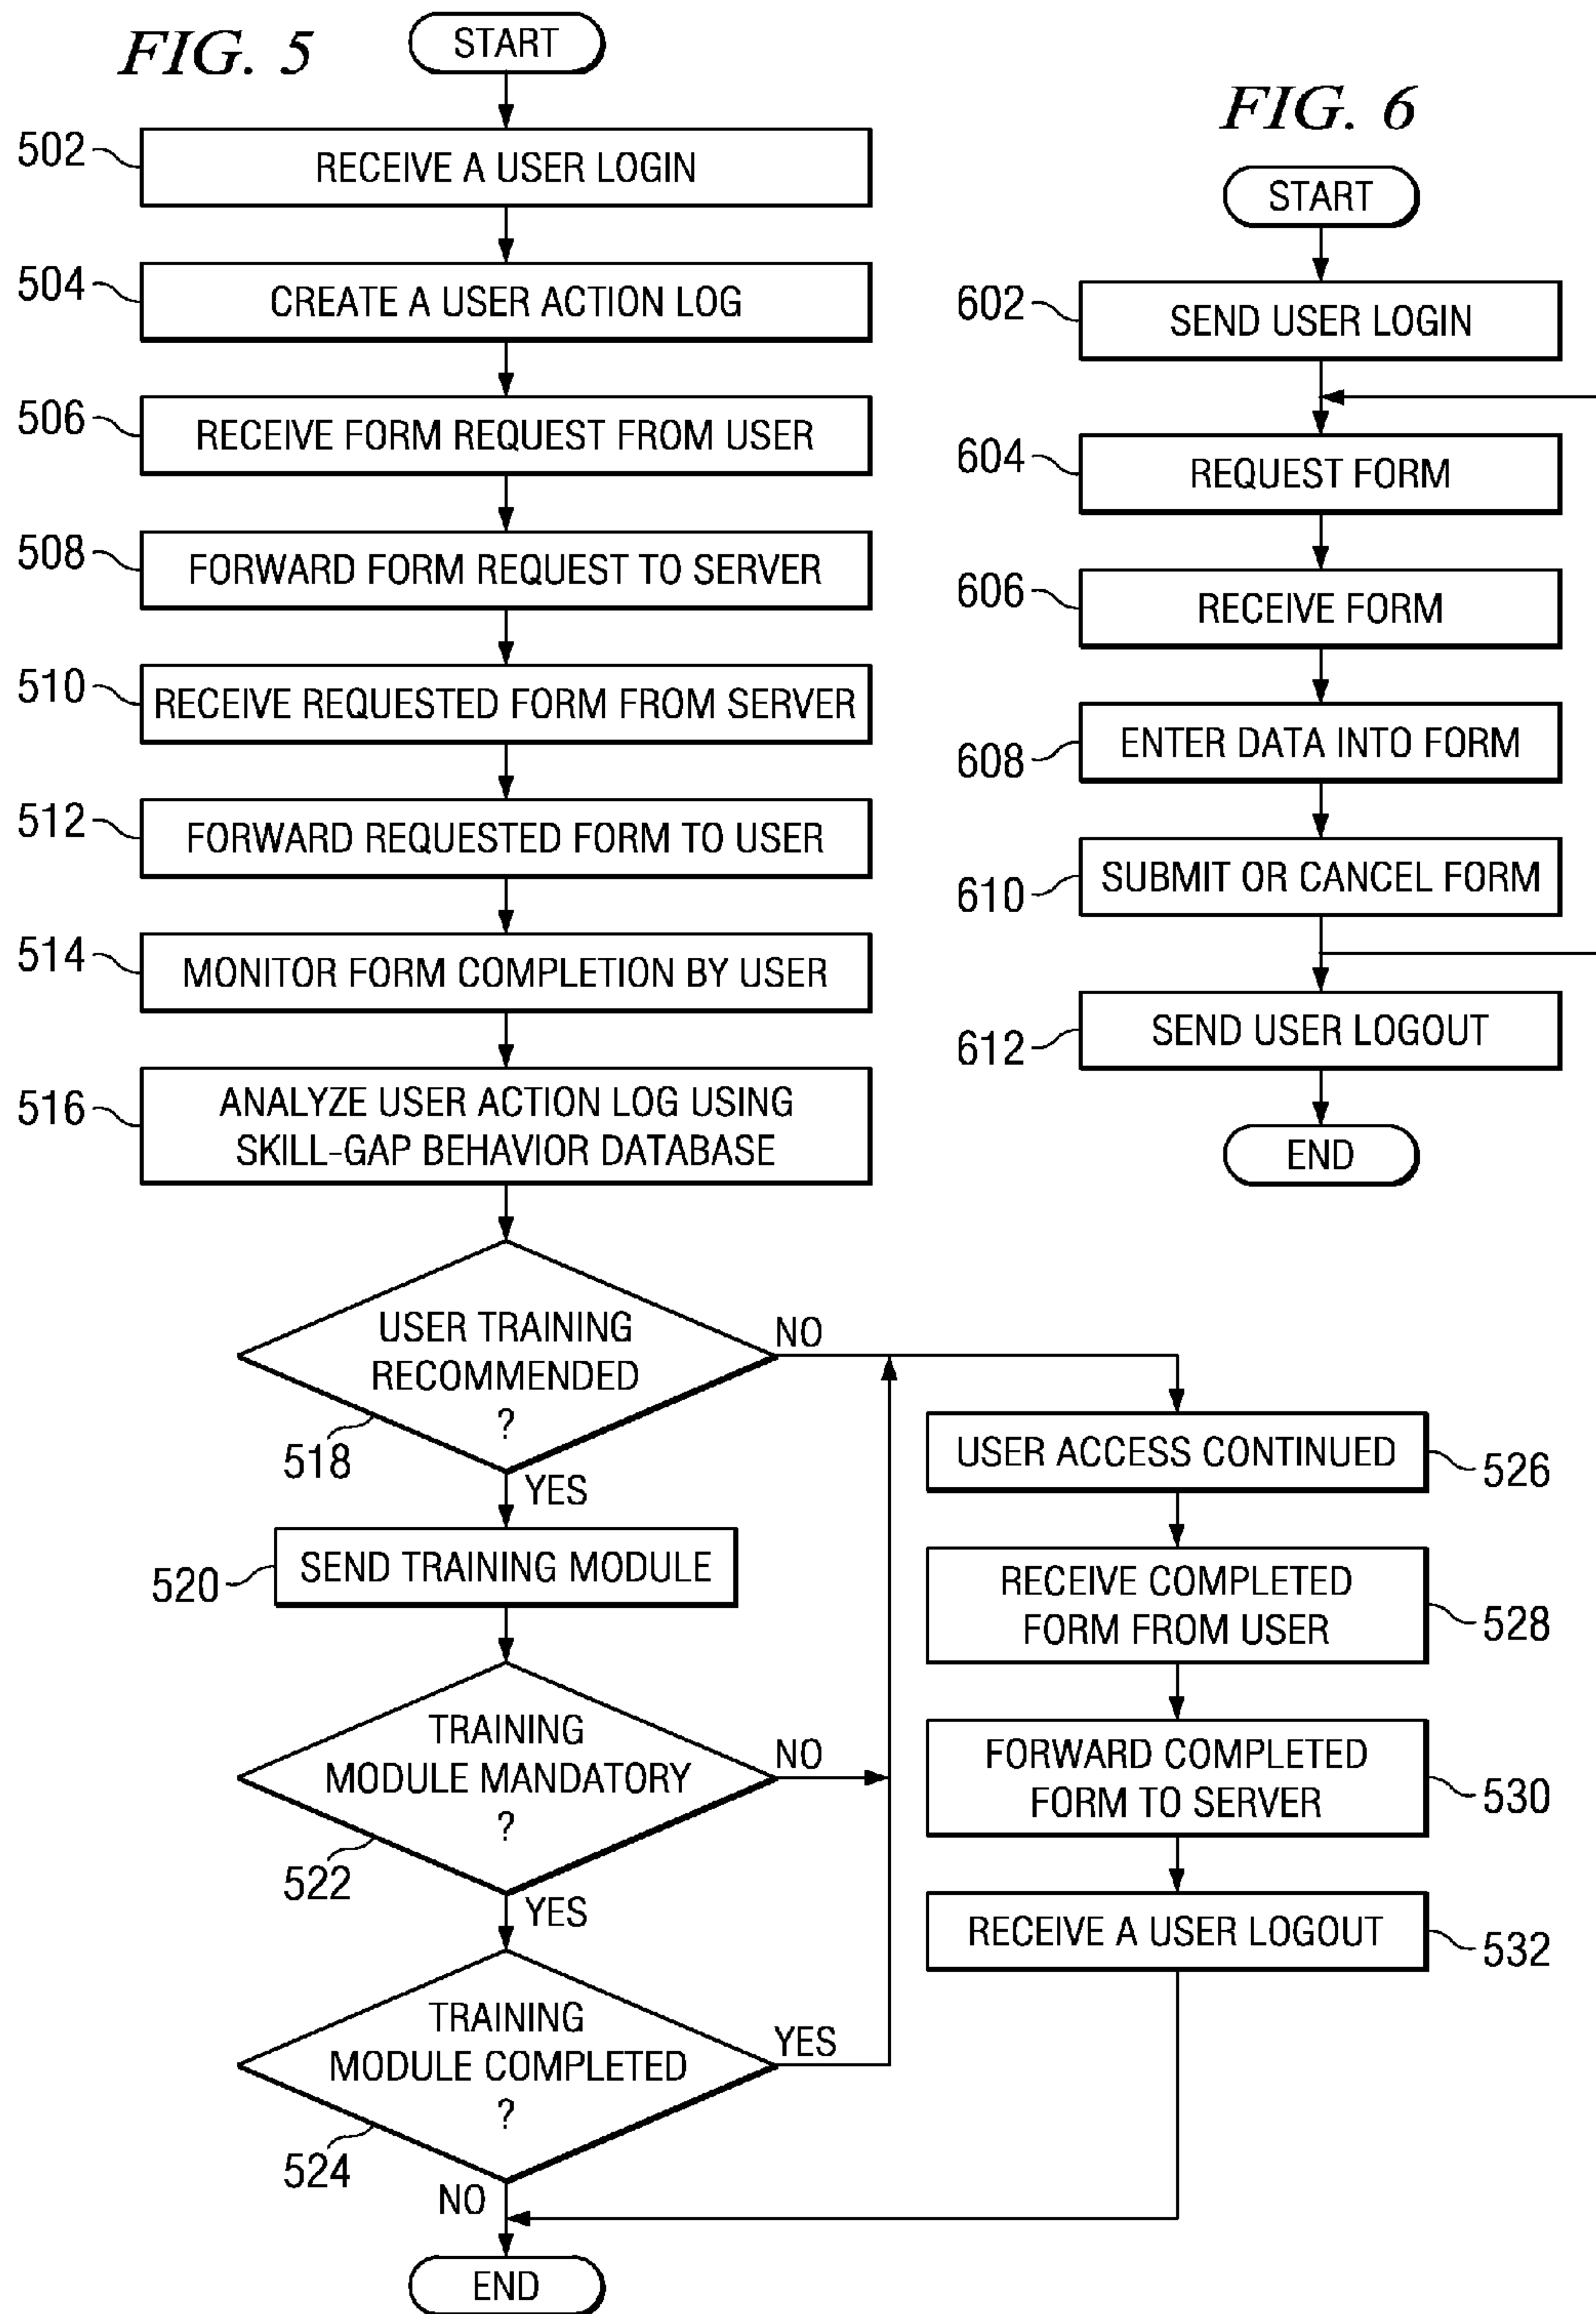 FIG. 5
START
502
RECEIVE A USER LOGIN
504
CREATE A USER ACTION LOG
506
RECEIVE FORM REQUEST FROM USER
508
FORWARD FORM REQUEST TO SERVER
510
RECEIVE REQUESTED FORM FROM SERVER
512
FORWARD REQUESTED FORM TO USER
514
MONITOR FORM COMPLETION BY USER
516
ANALYZE USER ACTION LOG USING
SKILL-GAP BEHAVIOR DATABASE
USER TRAINING
RECOMMENDED
?
518
NO
YES
520
SEND TRAINING MODULE
TRAINING
MODULE MANDATORY
?
522
NO
YES
TRAINING
MODULE COMPLETED
?
524
YES
NO
END
USER ACCESS CONTINUED
526
RECEIVE COMPLETED
FORM FROM USER
528
FORWARD COMPLETED
FORM TO SERVER
530
RECEIVE A USER LOGOUT
532
FIG. 6
START
602
SEND USER LOGIN
604
REQUEST FORM
606
RECEIVE FORM
608
ENTER DATA INTO FORM
610
SUBMIT OR CANCEL FORM
612
SEND USER LOGOUT
END